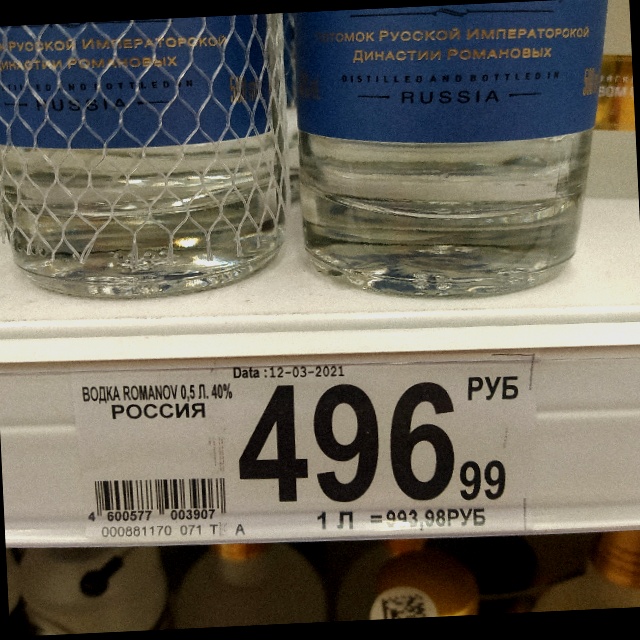 РУССКОЙ ИМПЕРАТОРСКОЙ
ДИНАСТИИ РОМАНОВЫХ
RUSSIA
ПОТОМОК РУССКОЙ ИМПЕРАТОРСКОЙ
ДИНАСТИИ РОМАНОВЫХ
DISTILLED AND BOTTLED IN
RUSSIA
Data :12-03-2021
ВОДКА ROMANOV 0,5 Л. 40%
РОССИЯ
496 99 РУБ
4 600577 003907
000881170 071 Т А
1 Л =993,98РУБ